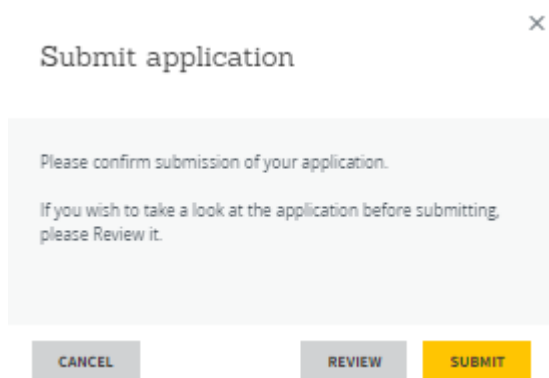 Submit application
Please confirm submission of your application.
If you wish to take a look at the application before submitting,
please Review it.
CANCEL
REVIEW
SUBMIT